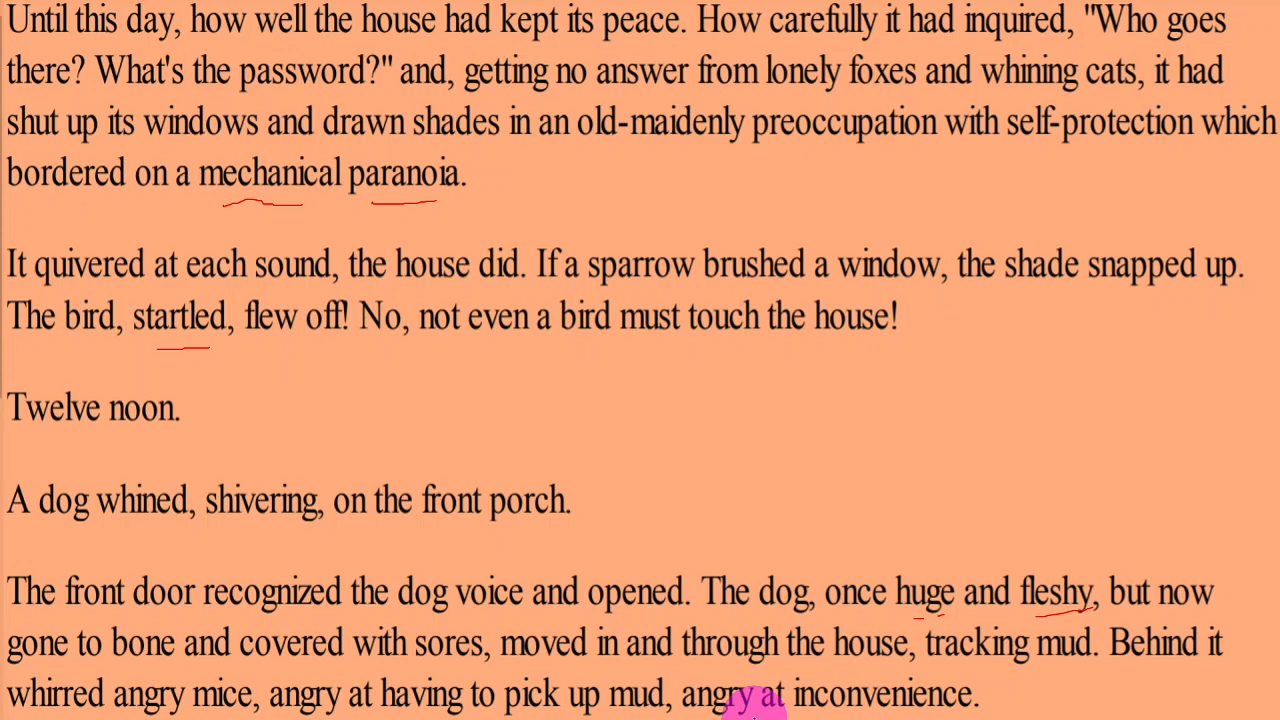 Until this day, how well the house had kept its peace. How carefully it had inquired, "Who goes
there? What's the password?" and, getting no answer from lonely foxes and whining cats, it had
shut up its windows and drawn shades in an old-maidenly preoccupation with self-protection which
bordered on a mechanical paranoia.
It quivered at each sound, the house did. If a sparrow brushed a window, the shade snapped up.
The bird, startled, flew off! No, not even a bird must touch the house!
Twelve noon.
A dog whined, shivering, on the front porch.
The front door recognized the dog voice and opened. The dog, once huge and fleshy, but now
gone to bone and covered with sores, moved in and through the house, tracking mud. Behind it
whirred angry mice, angry at having to pick up mud, angry at inconvenience.